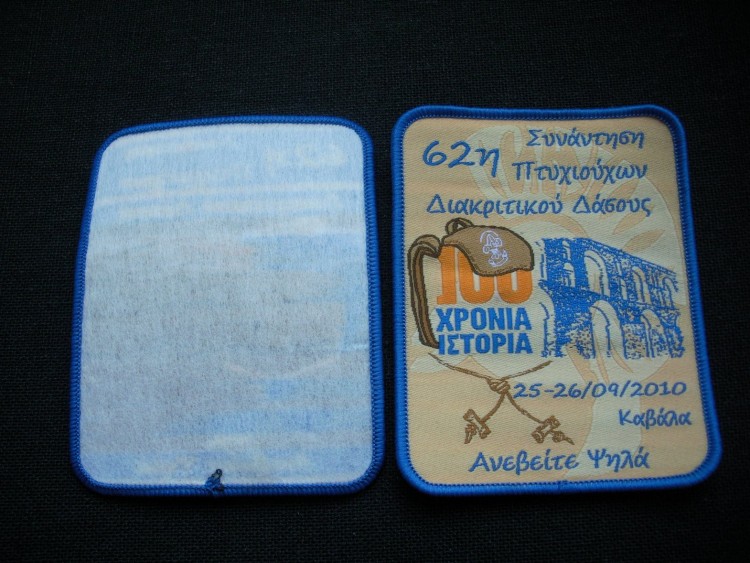 62η Συνάντηση
Πτυχιούχων
Διακριτικού Δάσους
100
ΧΡΟΝΙΑ
ΙΣΤΟΡΙΑ
25-26/09/2010
Καβάλα
Ανεβείτε Ψηλά